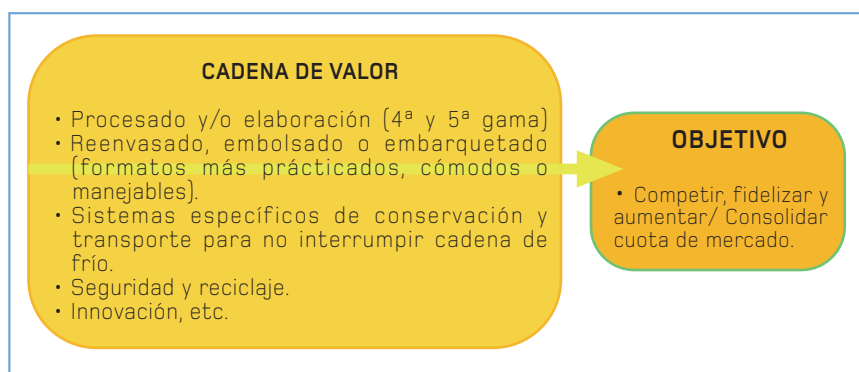 CADENA DE VALOR
• Procesado y/o elaboración (4ª y 5ª gama)
• Reenvasado, embolsado o embarquetado
(formatos más prácticados, cómodos o
manejables).
• Sistemas específicos de conservación y
transporte para no interrumpir cadena de
frío.
• Seguridad y reciclaje.
• Innovación, etc.
OBJETIVO
• Competir, fidelizar y
aumentar/ Consolidar
cuota de mercado.